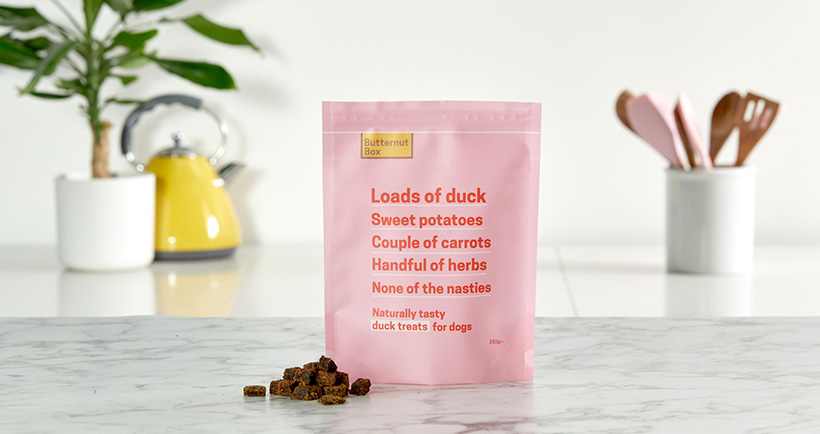 Butternut
Box
Loads of duck
Sweet potatoes
Couple of carrots
Handful of herbs
None of the nasties
Naturally tasty
duck treats for dogs
250ge